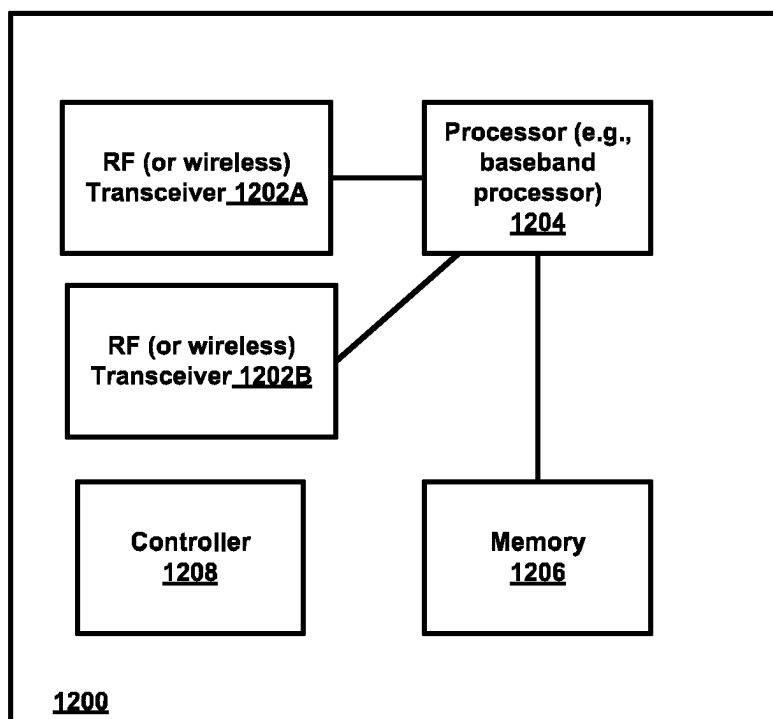 RF (or wireless)
Transceiver 1202A
Processor (e.g.,
baseband
processor)
1204
RF (or wireless)
Transceiver 1202B
Controller
1208
Memory
1206
1200